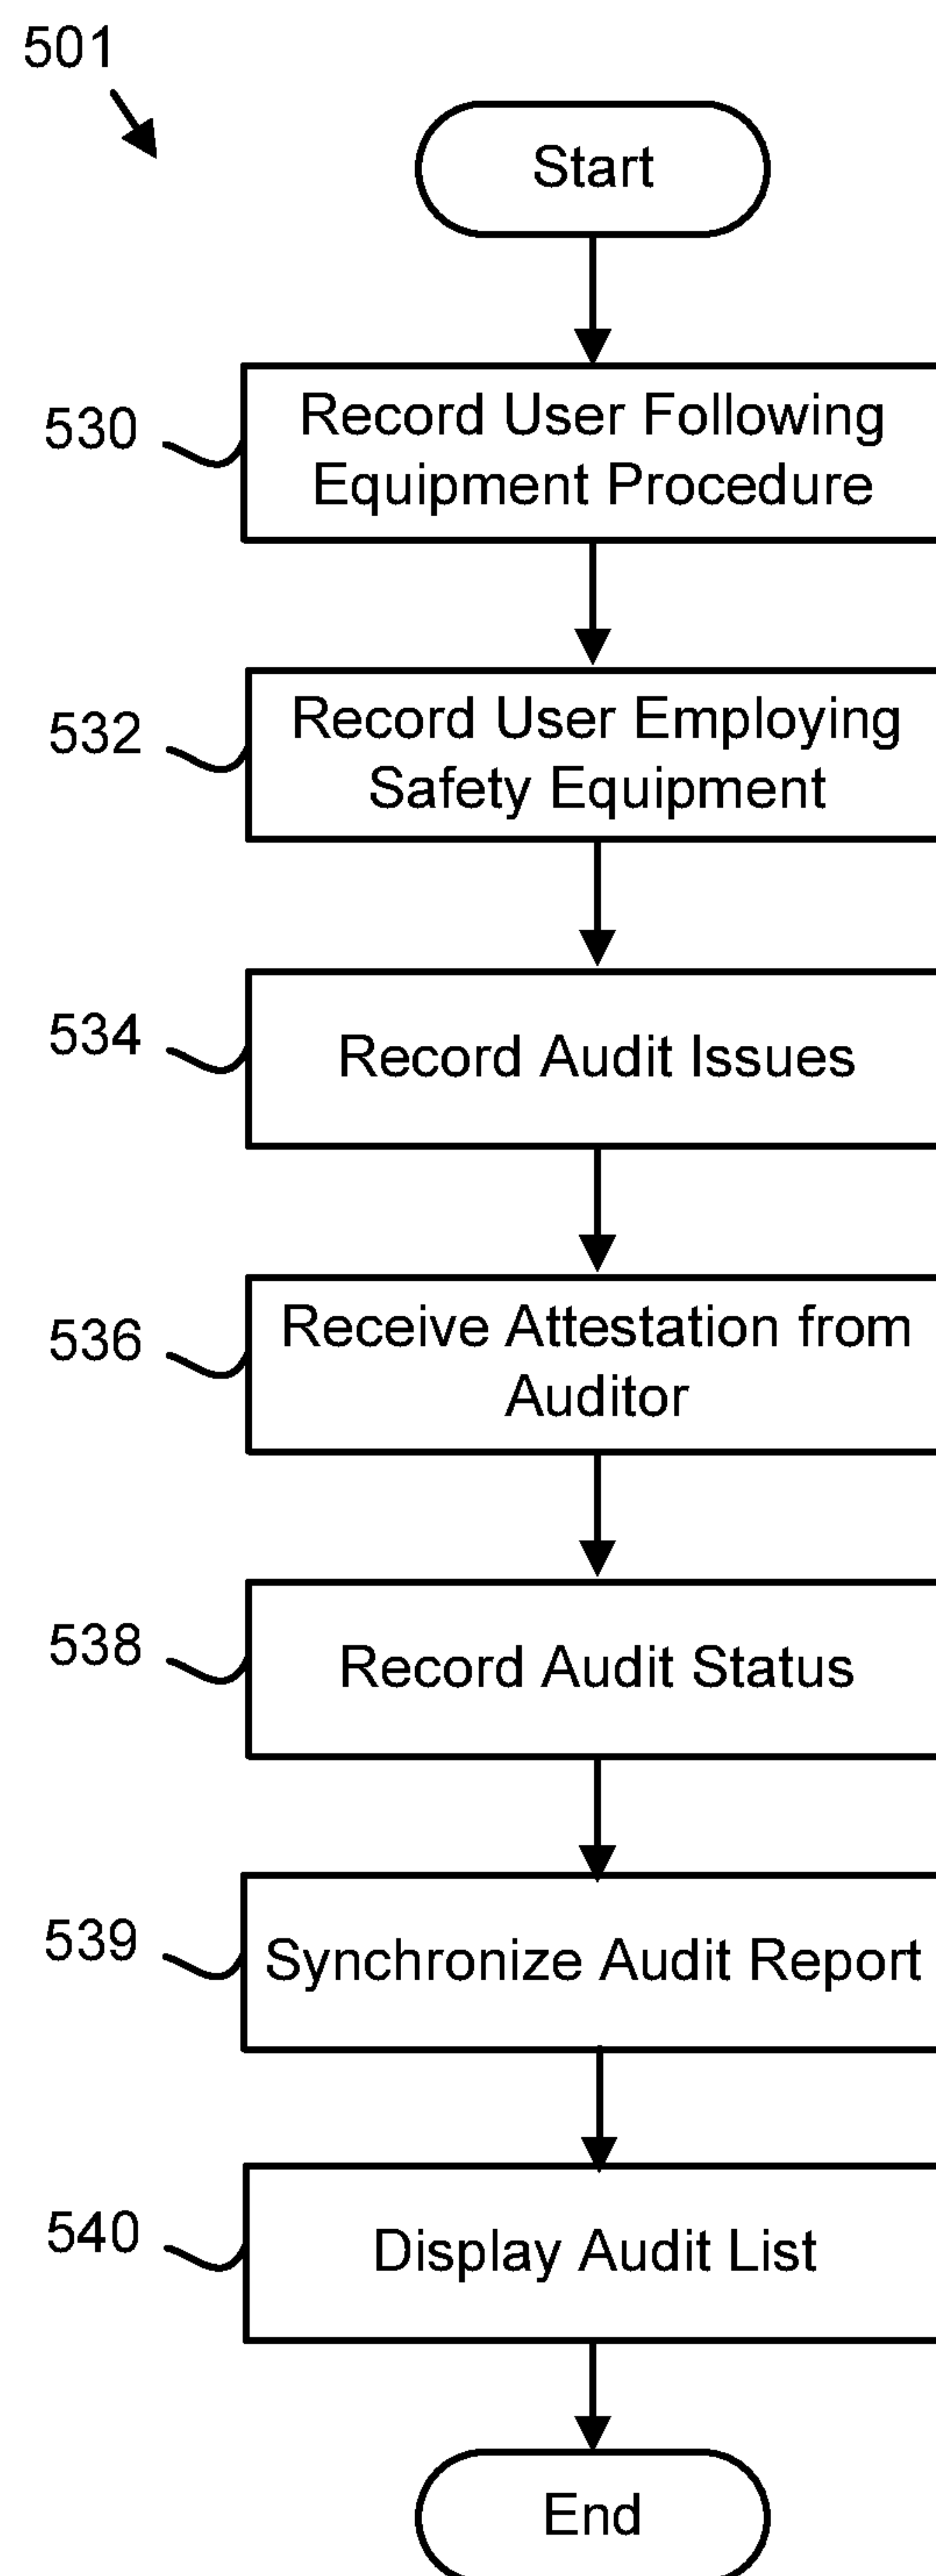 501
Start
530
Record User Following
Equipment Procedure
532
Record User Employing
Safety Equipment
534
Record Audit Issues
536
Receive Attestation from
Auditor
538
Record Audit Status
539
Synchronize Audit Report
540
Display Audit List
End